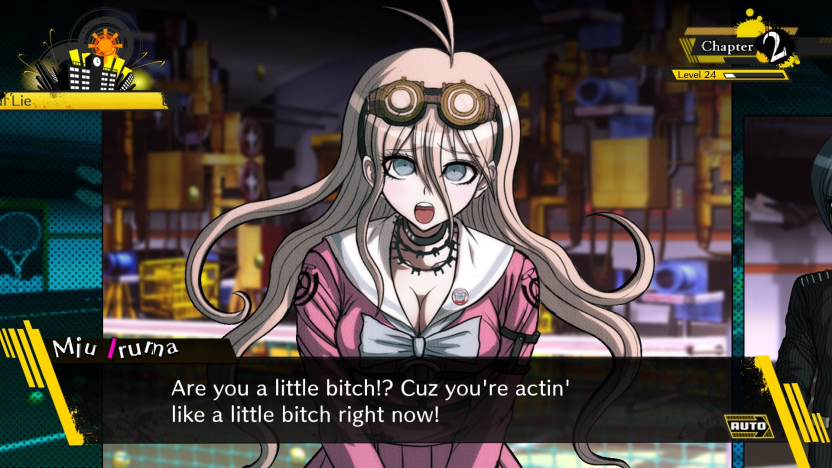 Chapter 2
Level 24
Lie
Miu Iruma
Are you a little bitch!? Cuz you're actin'
like a little bitch right now!
AUTO